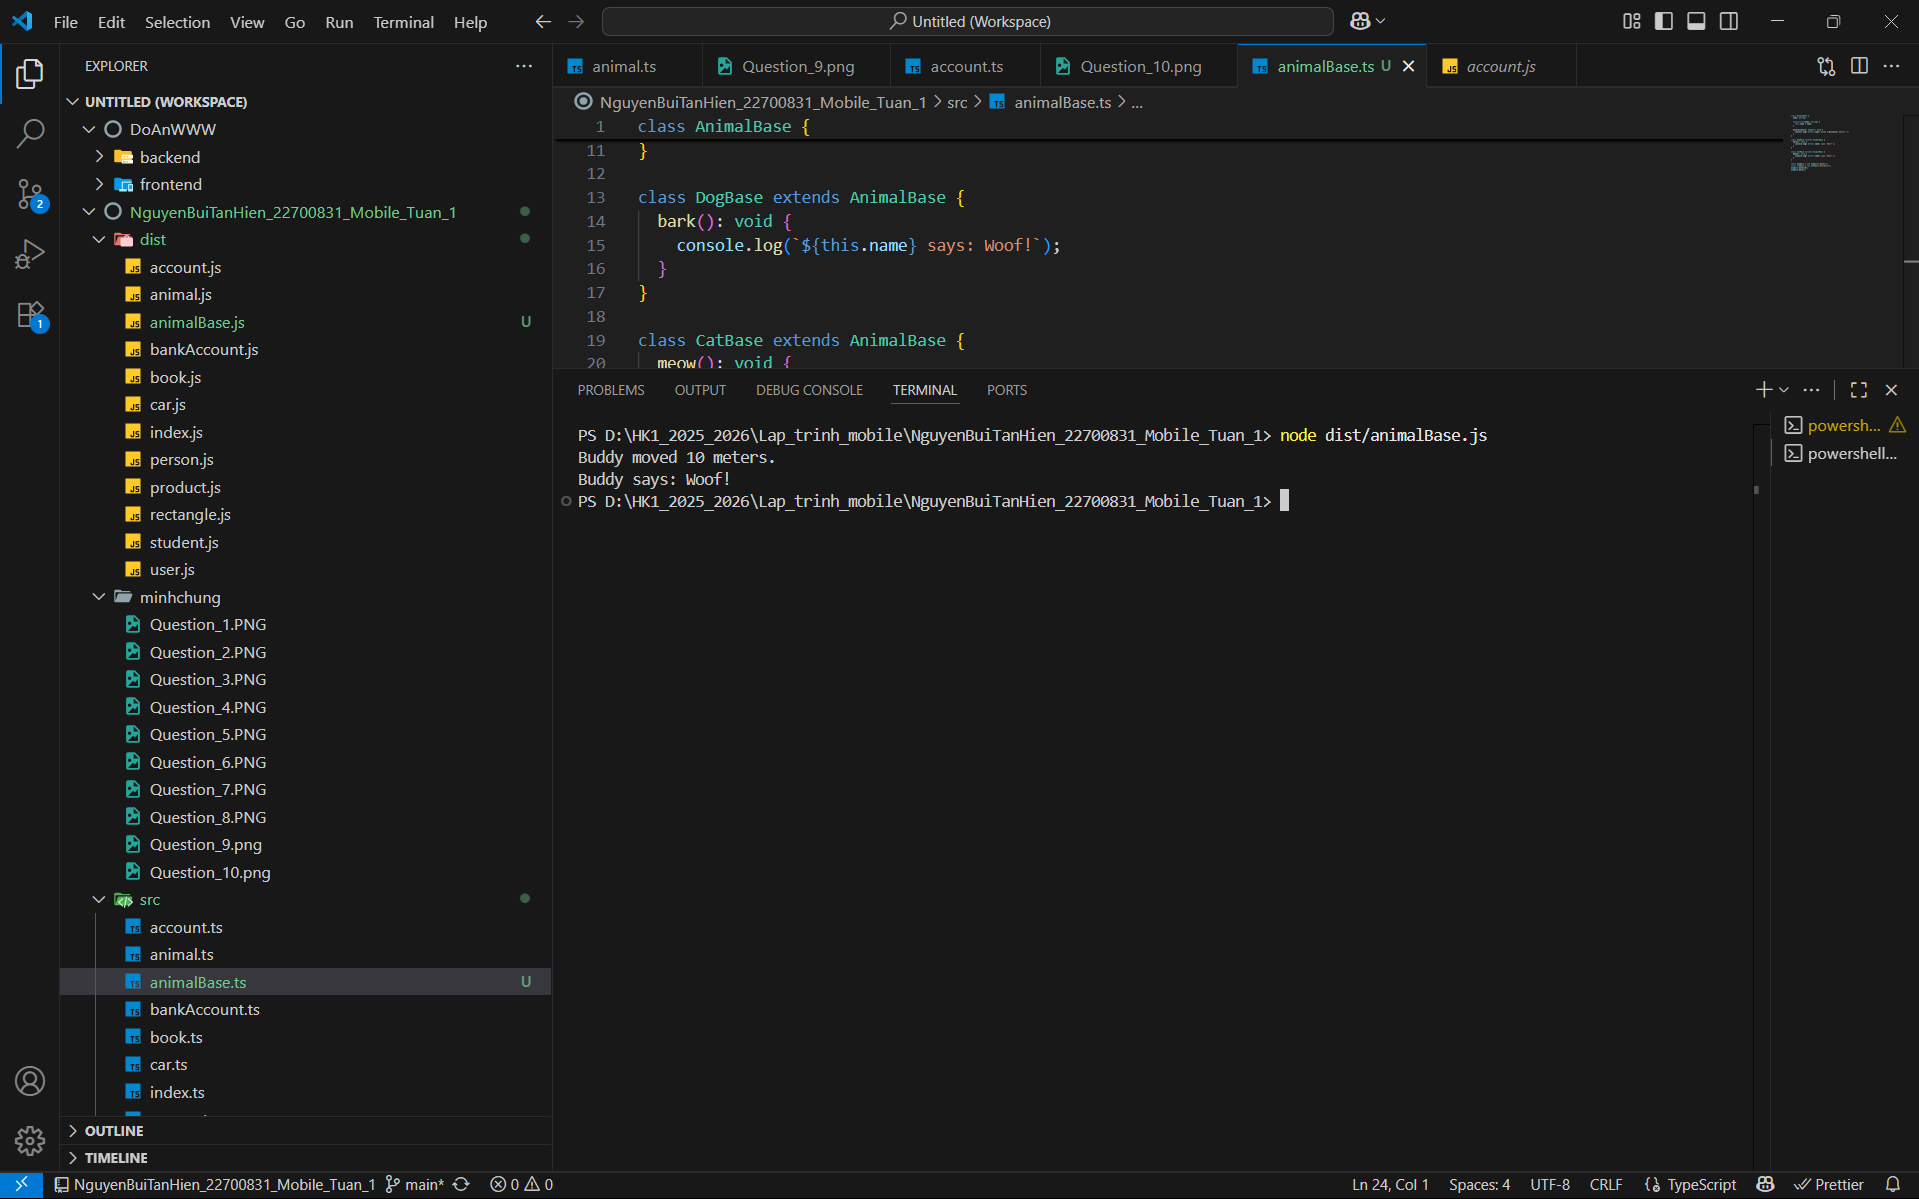 File Edit Selection View Go Run Terminal Help
Untitled (Workspace)
EXPLORER
UNTITLED (WORKSPACE)
DoAnWWW
backend
frontend
NguyenBuiTanHien_22700831_Mobile_Tuan_1
dist
account.js
animal.js
animalBase.js U
bankAccount.js
book.js
car.js
index.js
person.js
product.js
rectangle.js
student.js
user.js
minhchung
Question_1.PNG
Question_2.PNG
Question_3.PNG
Question_4.PNG
Question_5.PNG
Question_6.PNG
Question_7.PNG
Question_8.PNG
Question_9.png
Question_10.png
src
account.ts
animal.ts
animalBase.ts U
bankAccount.ts
book.ts
car.ts
index.ts
OUTLINE
TIMELINE
animal.ts Question_9.png account.ts Question_10.png animalBase.ts U account.js
NguyenBuiTanHien_22700831_Mobile_Tuan_1 > src > animalBase.ts > ...
1 class AnimalBase {
11 }
12
13 class DogBase extends AnimalBase {
14 bark(): void {
15 console.log(`${this.name} says: Woof!`);
16 }
17 }
18
19 class CatBase extends AnimalBase {
20 meow(): void {
PROBLEMS OUTPUT DEBUG CONSOLE TERMINAL PORTS
PS D:\HK1_2025_2026\Lap_trinh_mobile\NguyenBuiTanHien_22700831_Mobile_Tuan_1> node dist/animalBase.js
Buddy moved 10 meters.
Buddy says: Woof!
PS D:\HK1_2025_2026\Lap_trinh_mobile\NguyenBuiTanHien_22700831_Mobile_Tuan_1>
powersh...
powershell...
2
1
NguyenBuiTanHien_22700831_Mobile_Tuan_1 main* 0 0 Ln 24, Col 1 Spaces: 4 UTF-8 CRLF TypeScript Prettier